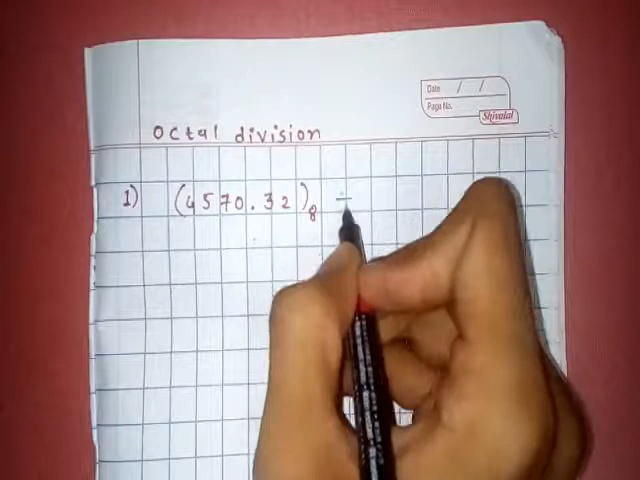 Date / /
Page No.
Shivalal
Octal division
1) (4570.32)8 ÷